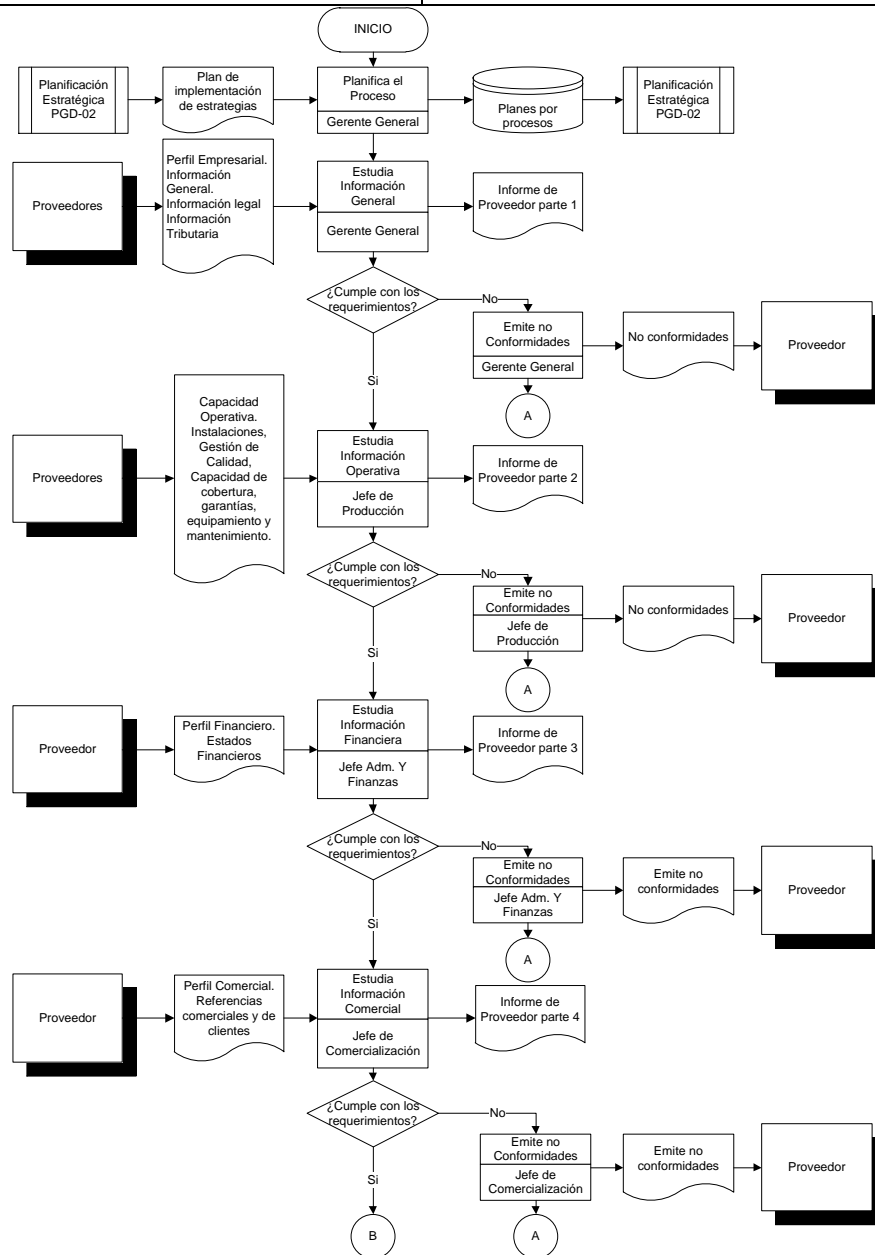 INICIO
Planificación
Estratégica
PGD-02
Plan de
implementación
de estrategias
Planifica el
Proceso
Gerente General
Planes por
procesos
Planificación
Estratégica
PGD-02
Proveedores
Perfil Empresarial.
Información
General.
Información legal
Información
Tributaria
Estudia
Información
General
Gerente General
Informe de
Proveedor parte 1
¿Cumple con los
requerimientos?
No
Emite no
Conformidades
Gerente General
No conformidades
Proveedor
A
Si
Proveedores
Capacidad
Operativa.
Instalaciones,
Gestión de
Calidad,
Capacidad de
cobertura,
garantías,
equipamiento y
mantenimiento.
Estudia
Información
Operativa
Jefe de
Producción
Informe de
Proveedor parte 2
¿Cumple con los
requerimientos?
No
Emite no
Conformidades
Jefe de
Producción
No conformidades
Proveedor
A
Si
Proveedor
Perfil Financiero.
Estados
Financieros
Estudia
Información
Financiera
Jefe Adm. Y
Finanzas
Informe de
Proveedor parte 3
¿Cumple con los
requerimientos?
No
Emite no
Conformidades
Jefe Adm. Y
Finanzas
Emite no
conformidades
Proveedor
A
Si
Proveedor
Perfil Comercial.
Referencias
comerciales y de
clientes
Estudia
Información
Comercial
Jefe de
Comercialización
Informe de
Proveedor parte 4
¿Cumple con los
requerimientos?
No
Emite no
Conformidades
Jefe de
Comercialización
Emite no
conformidades
Proveedor
Si
B
A